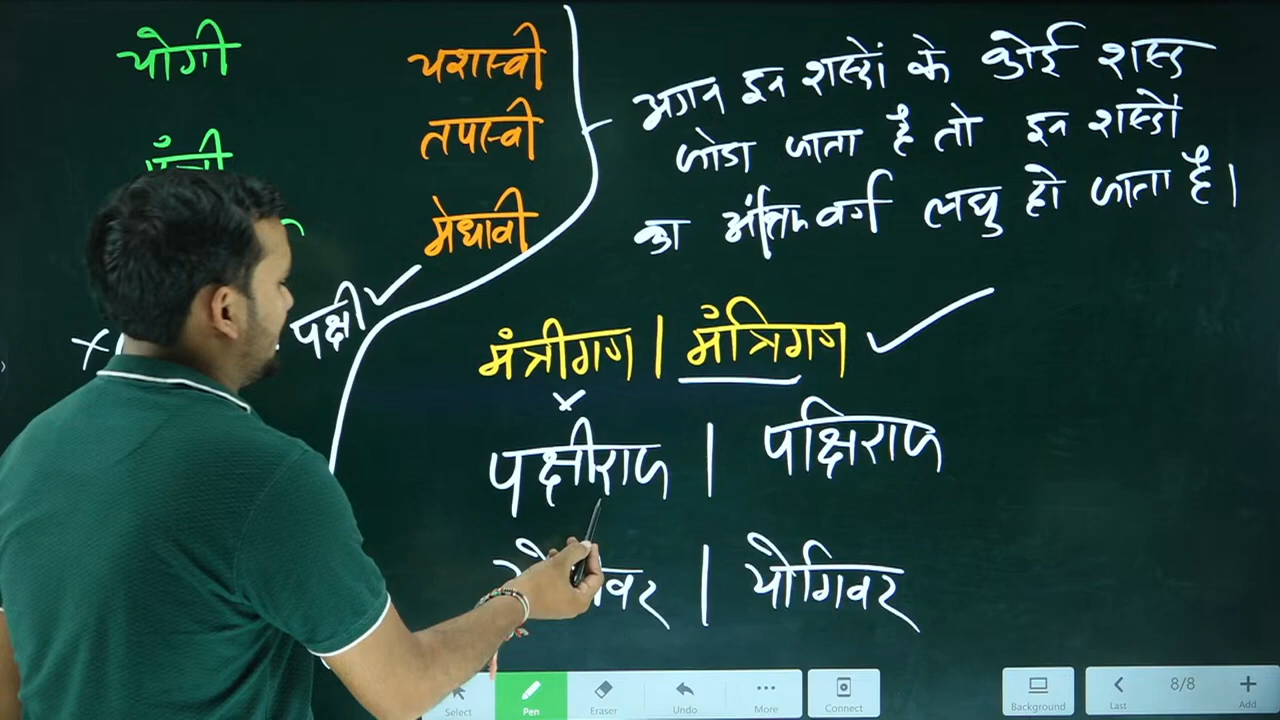 योगी
यशस्वी
तपस्वी
मेधावी
पक्षी
अगर इन शब्दों के कोई शब्द
जोडा जाता है तो इन शब्दों
का अंतिम वर्ण लघु हो जाता है।
मंत्रीगण | मंत्रिगण
पक्षीराज | पक्षिराज
वर | योगिवर
Select Pen Eraser Undo More Connect Background Last 8/8 Add